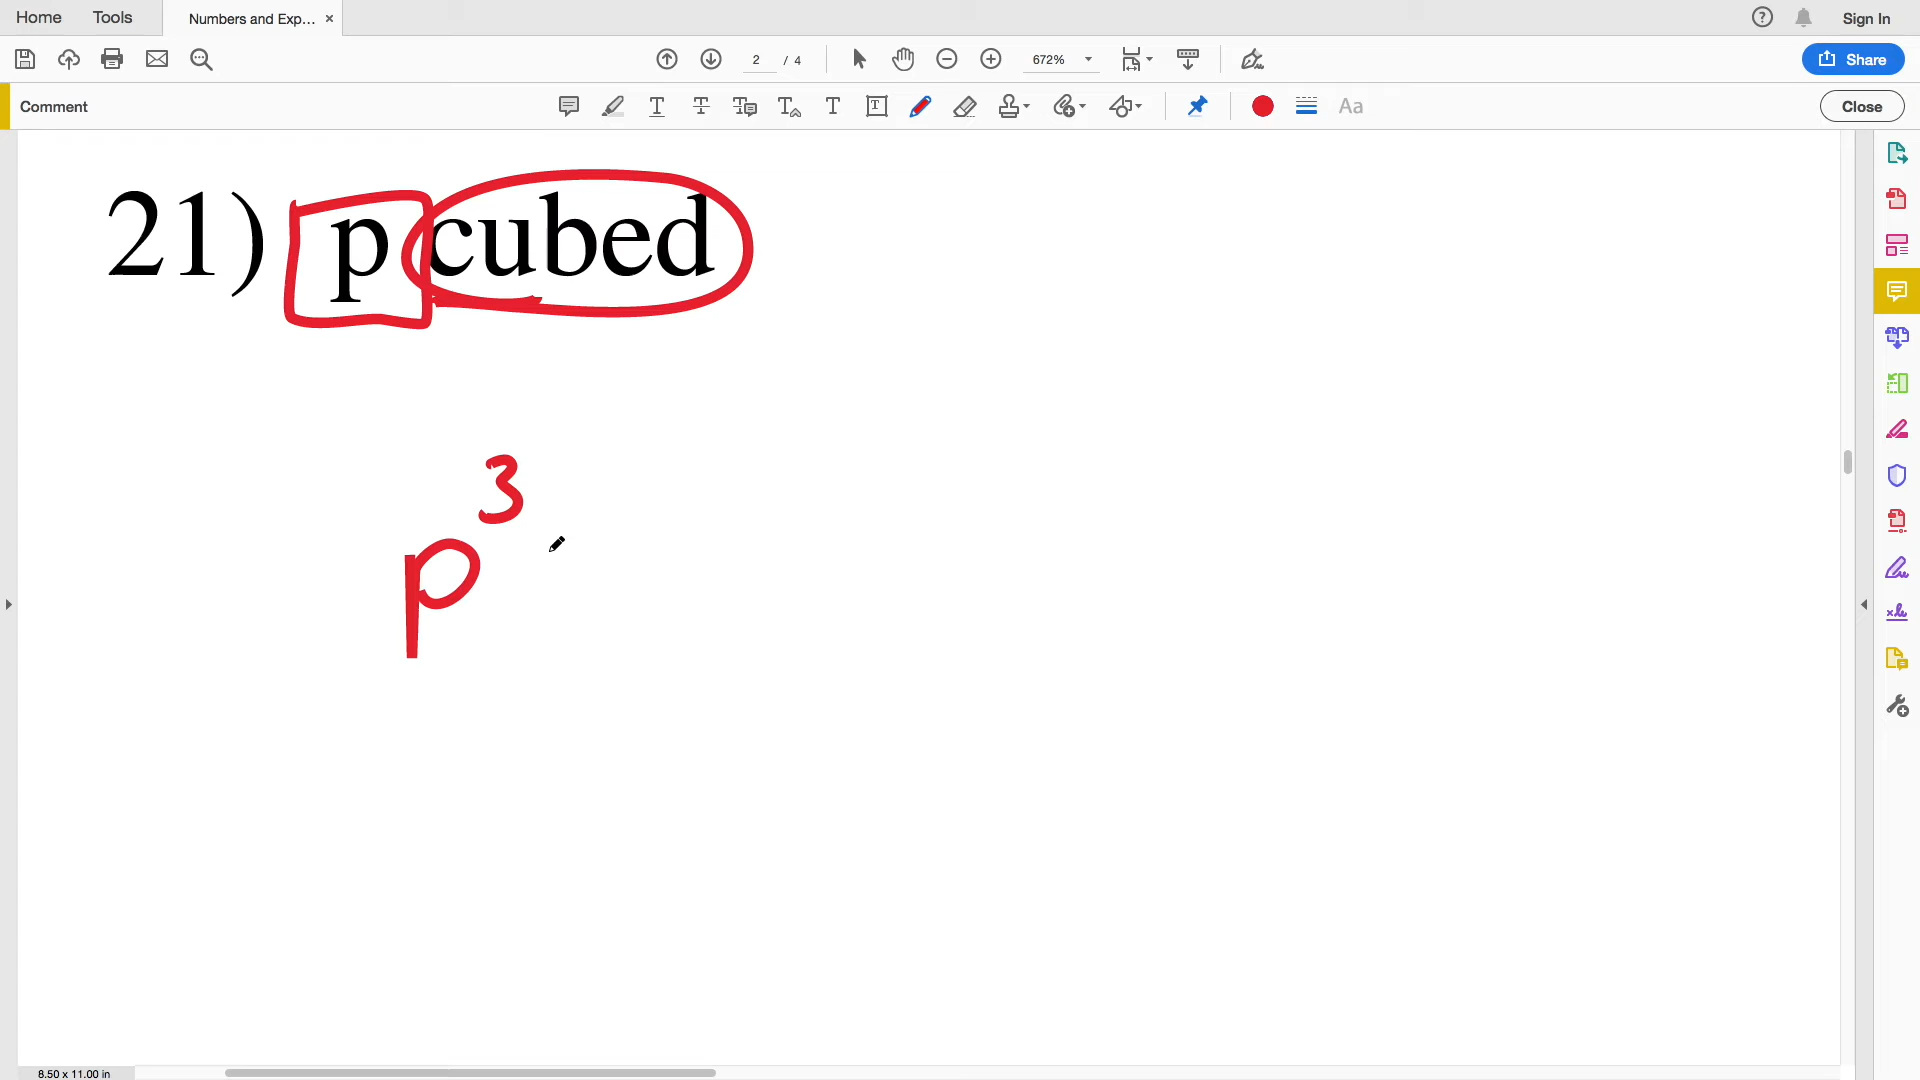 Home Tools Numbers and Exp... × Sign In
2 / 4 672% Share
Comment Aa Close
21) p cubed
p³
8.50 x 11.00 in